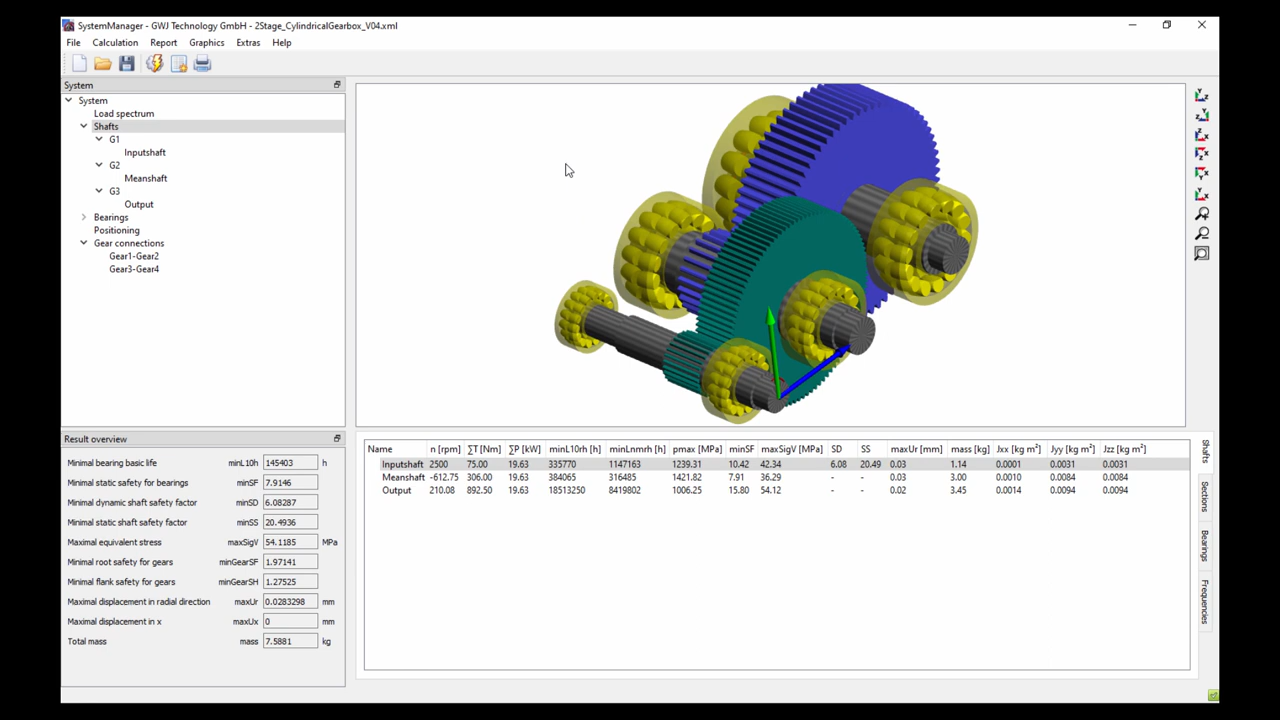 SystemManager - GWJ Technology GmbH - 2Stage_CylindricalGearbox_V04.xml
File Calculation Report Graphics Extras Help
System
System
Load spectrum
Shafts
G1
Inputshaft
G2
Meanshaft
G3
Output
Bearings
Positioning
Gear connections
Gear1-Gear2
Gear3-Gear4
Result overview
Minimal bearing basic life minL10h 145403 h
Minimal static safety for bearings minSF 7.9146
Minimal dynamic shaft safety factor minSD 6.08287
Minimal static shaft safety factor minSS 20.4936
Maximal equivalent stress maxSigV 54.1185 MPa
Minimal root safety for gears minGearSF 1.97141
Minimal flank safety for gears minGearSH 1.27525
Maximal displacement in radial direction maxUr 0.0283298 mm
Maximal displacement in x maxUx 0 mm
Total mass mass 7.5881 kg
Name n [rpm] ∑T [Nm] ∑P [kW] minL10rh [h] minLnmrh [h] pmax [MPa] minSF maxSigV [MPa] SD SS maxUr [mm] mass [kg] Jxx [kg m²] Jyy [kg m²] Jzz [kg m²]
Inputshaft 2500 75.00 19.63 335770 1147163 1239.31 10.42 42.34 6.08 20.49 0.03 1.14 0.0001 0.0031 0.0031
Meanshaft -612.75 306.00 19.63 384065 316485 1421.82 7.91 36.29 - - 0.03 3.00 0.0010 0.0084 0.0084
Output 210.08 892.50 19.63 18513250 8419802 1006.25 15.80 54.12 - - 0.02 3.45 0.0014 0.0094 0.0094
Shafts
Sections
Bearings
Frequencies